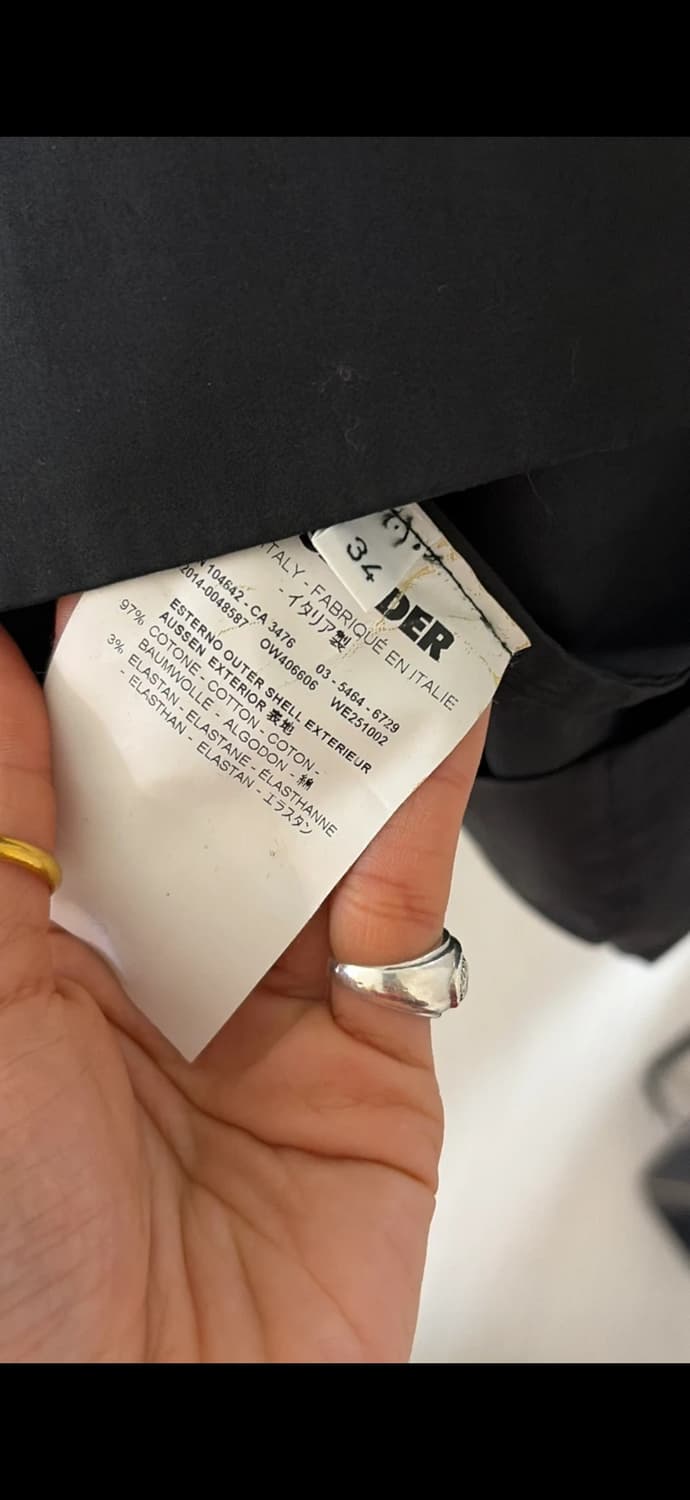 34
DER
ITALY - FABRIQUÉ EN ITALIE
- イタリア製
104642 - CA 3476 03 - 5464 - 6729
2014-0048587 OW406606 WE251002
ESTERNO OUTER SHELL EXTERIEUR
AUSSEN EXTERIOR 表地
97% COTONE - COTTON - COTON -
BAUMWOLLE - ALGODON - 綿
3% ELASTAN - ELASTANE - ÉLASTHANNE
- ELASTHAN - ELASTAN - エラスタン